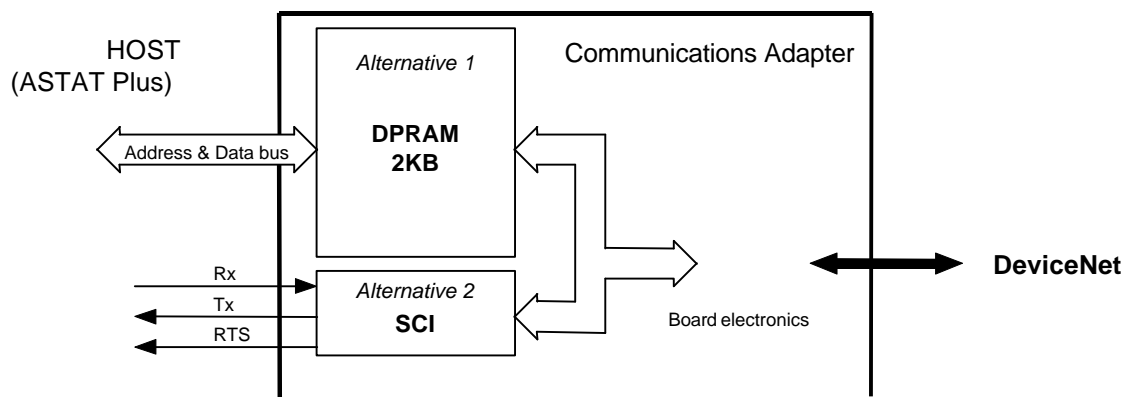 HOST
(ASTAT Plus)
Alternative 1
DPRAM
2KB
Communications Adapter
Address & Data bus
Rx
Tx
RTS
Alternative 2
SCI
Board electronics
DeviceNet